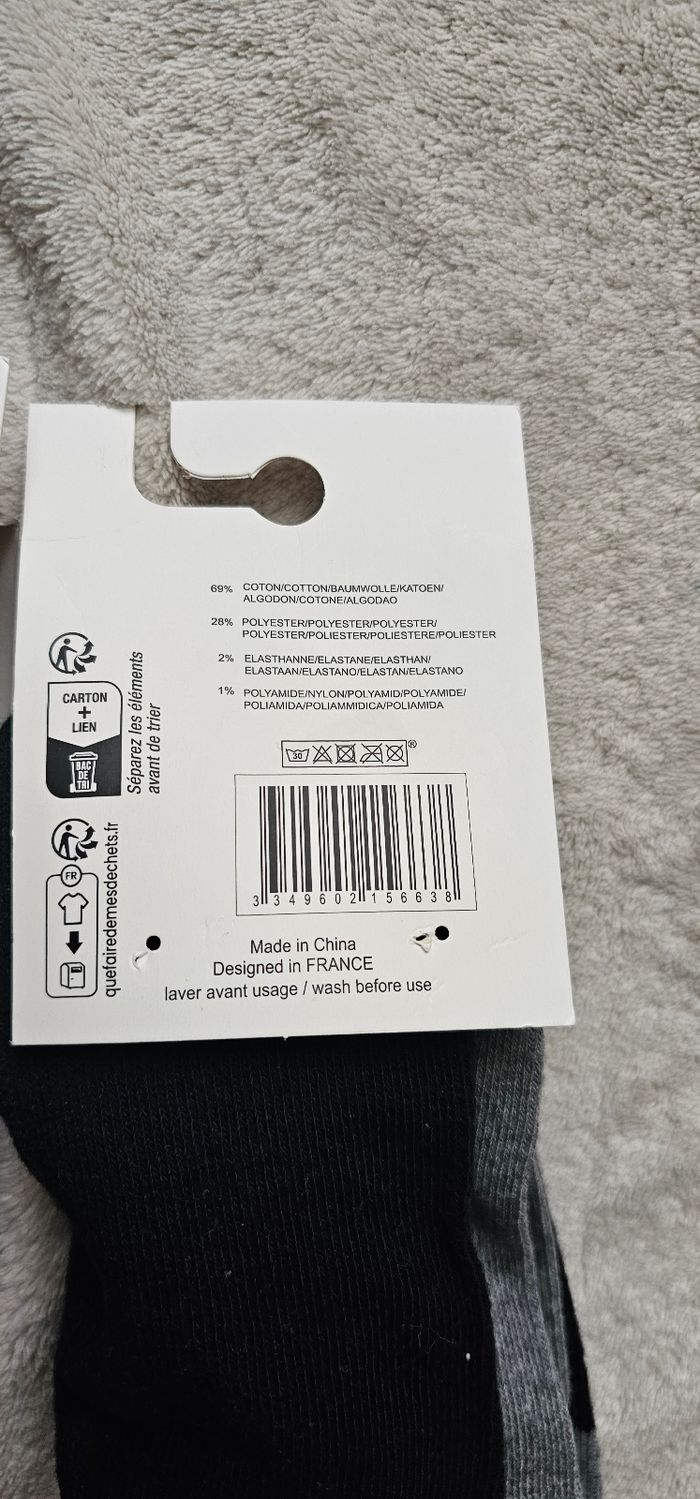 69% COTON/COTTON/BAUMWOLLE/KATOEN/
ALGODON/COTONE/ALGODAO
28% POLYESTER/POLYESTER/POLYESTER/
POLYESTER/POLIESTER/POLIESTERE/POLIESTER
2% ELASTHANNE/ELASTANE/ELASTHAN/
ELASTAAN/ELASTANO/ELASTAN/ELASTANO
1% POLYAMIDE/NYLON/POLYAMID/POLYAMIDE/
POLIAMIDA/POLIAMMIDICA/POLIAMIDA
CARTON
+
LIEN
BAC
DE
TRI
Séparez les éléments
avant de trier
30
®
3 349602 156638
FR
quefairedemesdechets.fr
Made in China
Designed in FRANCE
laver avant usage / wash before use